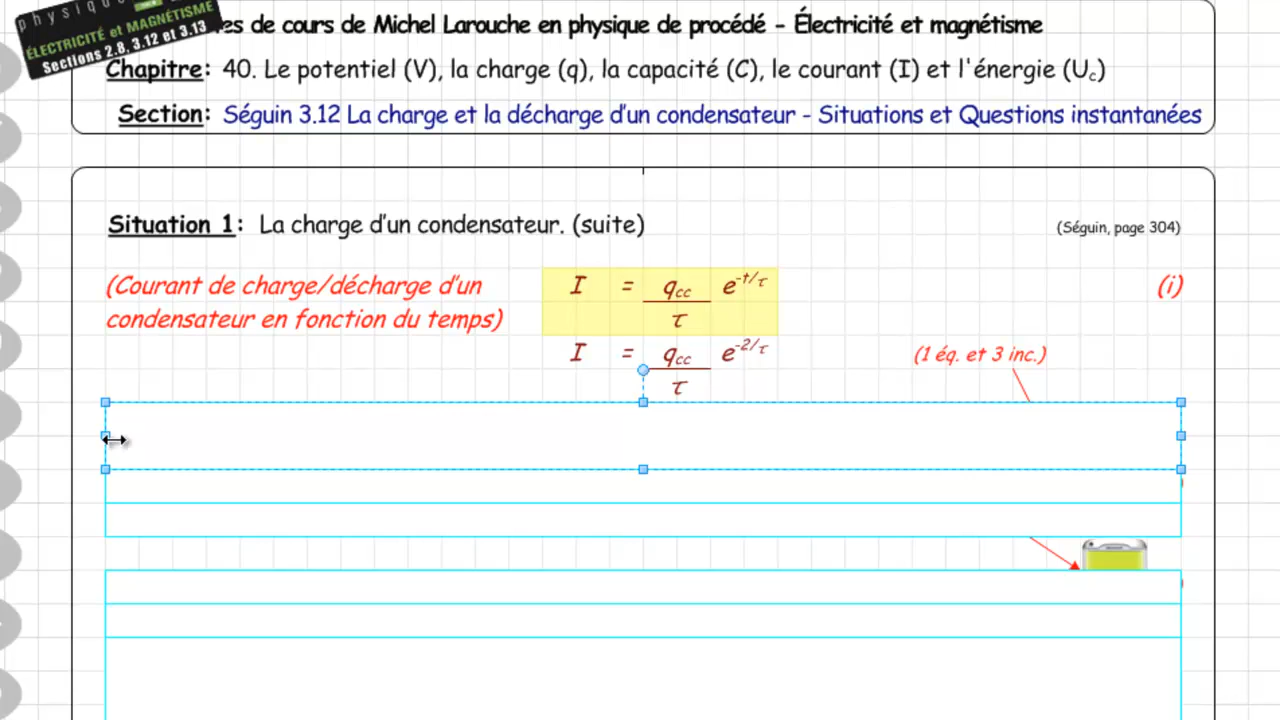 physique
ÉLECTRICITÉ et MAGNÉTISME
Sections 2.8, 3.12 et 3.13
de cours de Michel Larouche en physique de procédé - Électricité et magnétisme
Chapitre: 40. Le potentiel (V), la charge (q), la capacité (C), le courant (I) et l'énergie (Uc)
Section: Séguin 3.12 La charge et la décharge d'un condensateur - Situations et Questions instantanées
Situation 1: La charge d'un condensateur. (suite) (Séguin, page 304)
(Courant de charge/décharge d'un condensateur en fonction du temps) I = qcc/τ e^-t/τ (i)
I = qcc/τ e^-2/τ (1 éq. et 3 inc.)